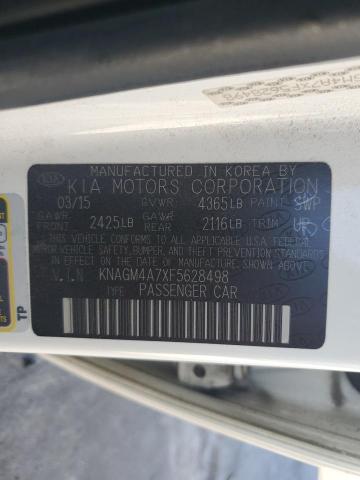 MANUFACTURED IN KOREA BY
KIA MOTORS CORPORATION
03/15 GVWR: 4365LB PAINT: SWP
GAWR FRONT 2425LB GAWR REAR 2116LB TRIM UP
THIS VEHICLE CONFORMS TO ALL APPLICABLE U.S.A. FEDERAL
MOTOR VEHICLE SAFETY BUMPER, AND THEFT PREVENTION
STANDARDS IN EFFECT ON THE DATE OF MANUFACTURE SHOWN ABOVE.
V.I.N: KNAGM4A7XF5628498
TYPE: PASSENGER CAR
TP